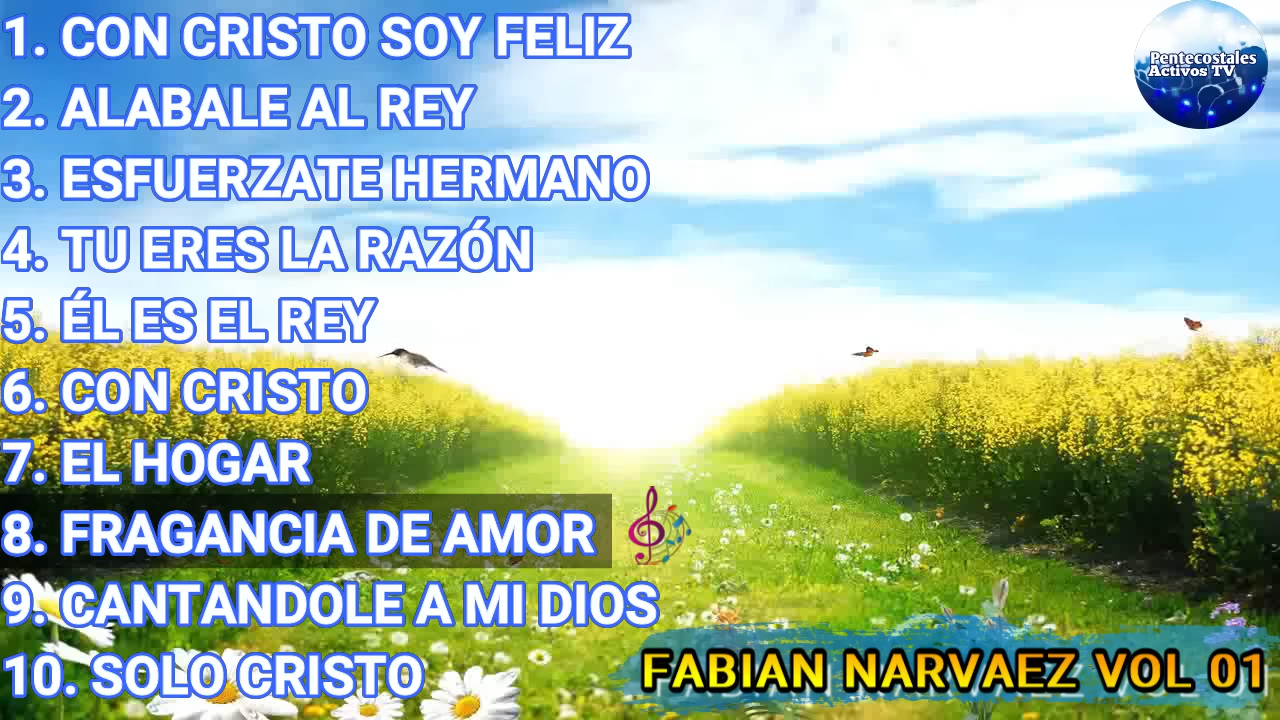 1. CON CRISTO SOY FELIZ
2. ALABALE AL REY
3. ESFUERZATE HERMANO
4. TU ERES LA RAZÓN
5. ÉL ES EL REY
6. CON CRISTO
7. EL HOGAR
8. FRAGANCIA DE AMOR
9. CANTANDOLE A MI DIOS
10. SOLO CRISTO
Pentecostales
Activos TV
FABIAN NARVAEZ VOL 01